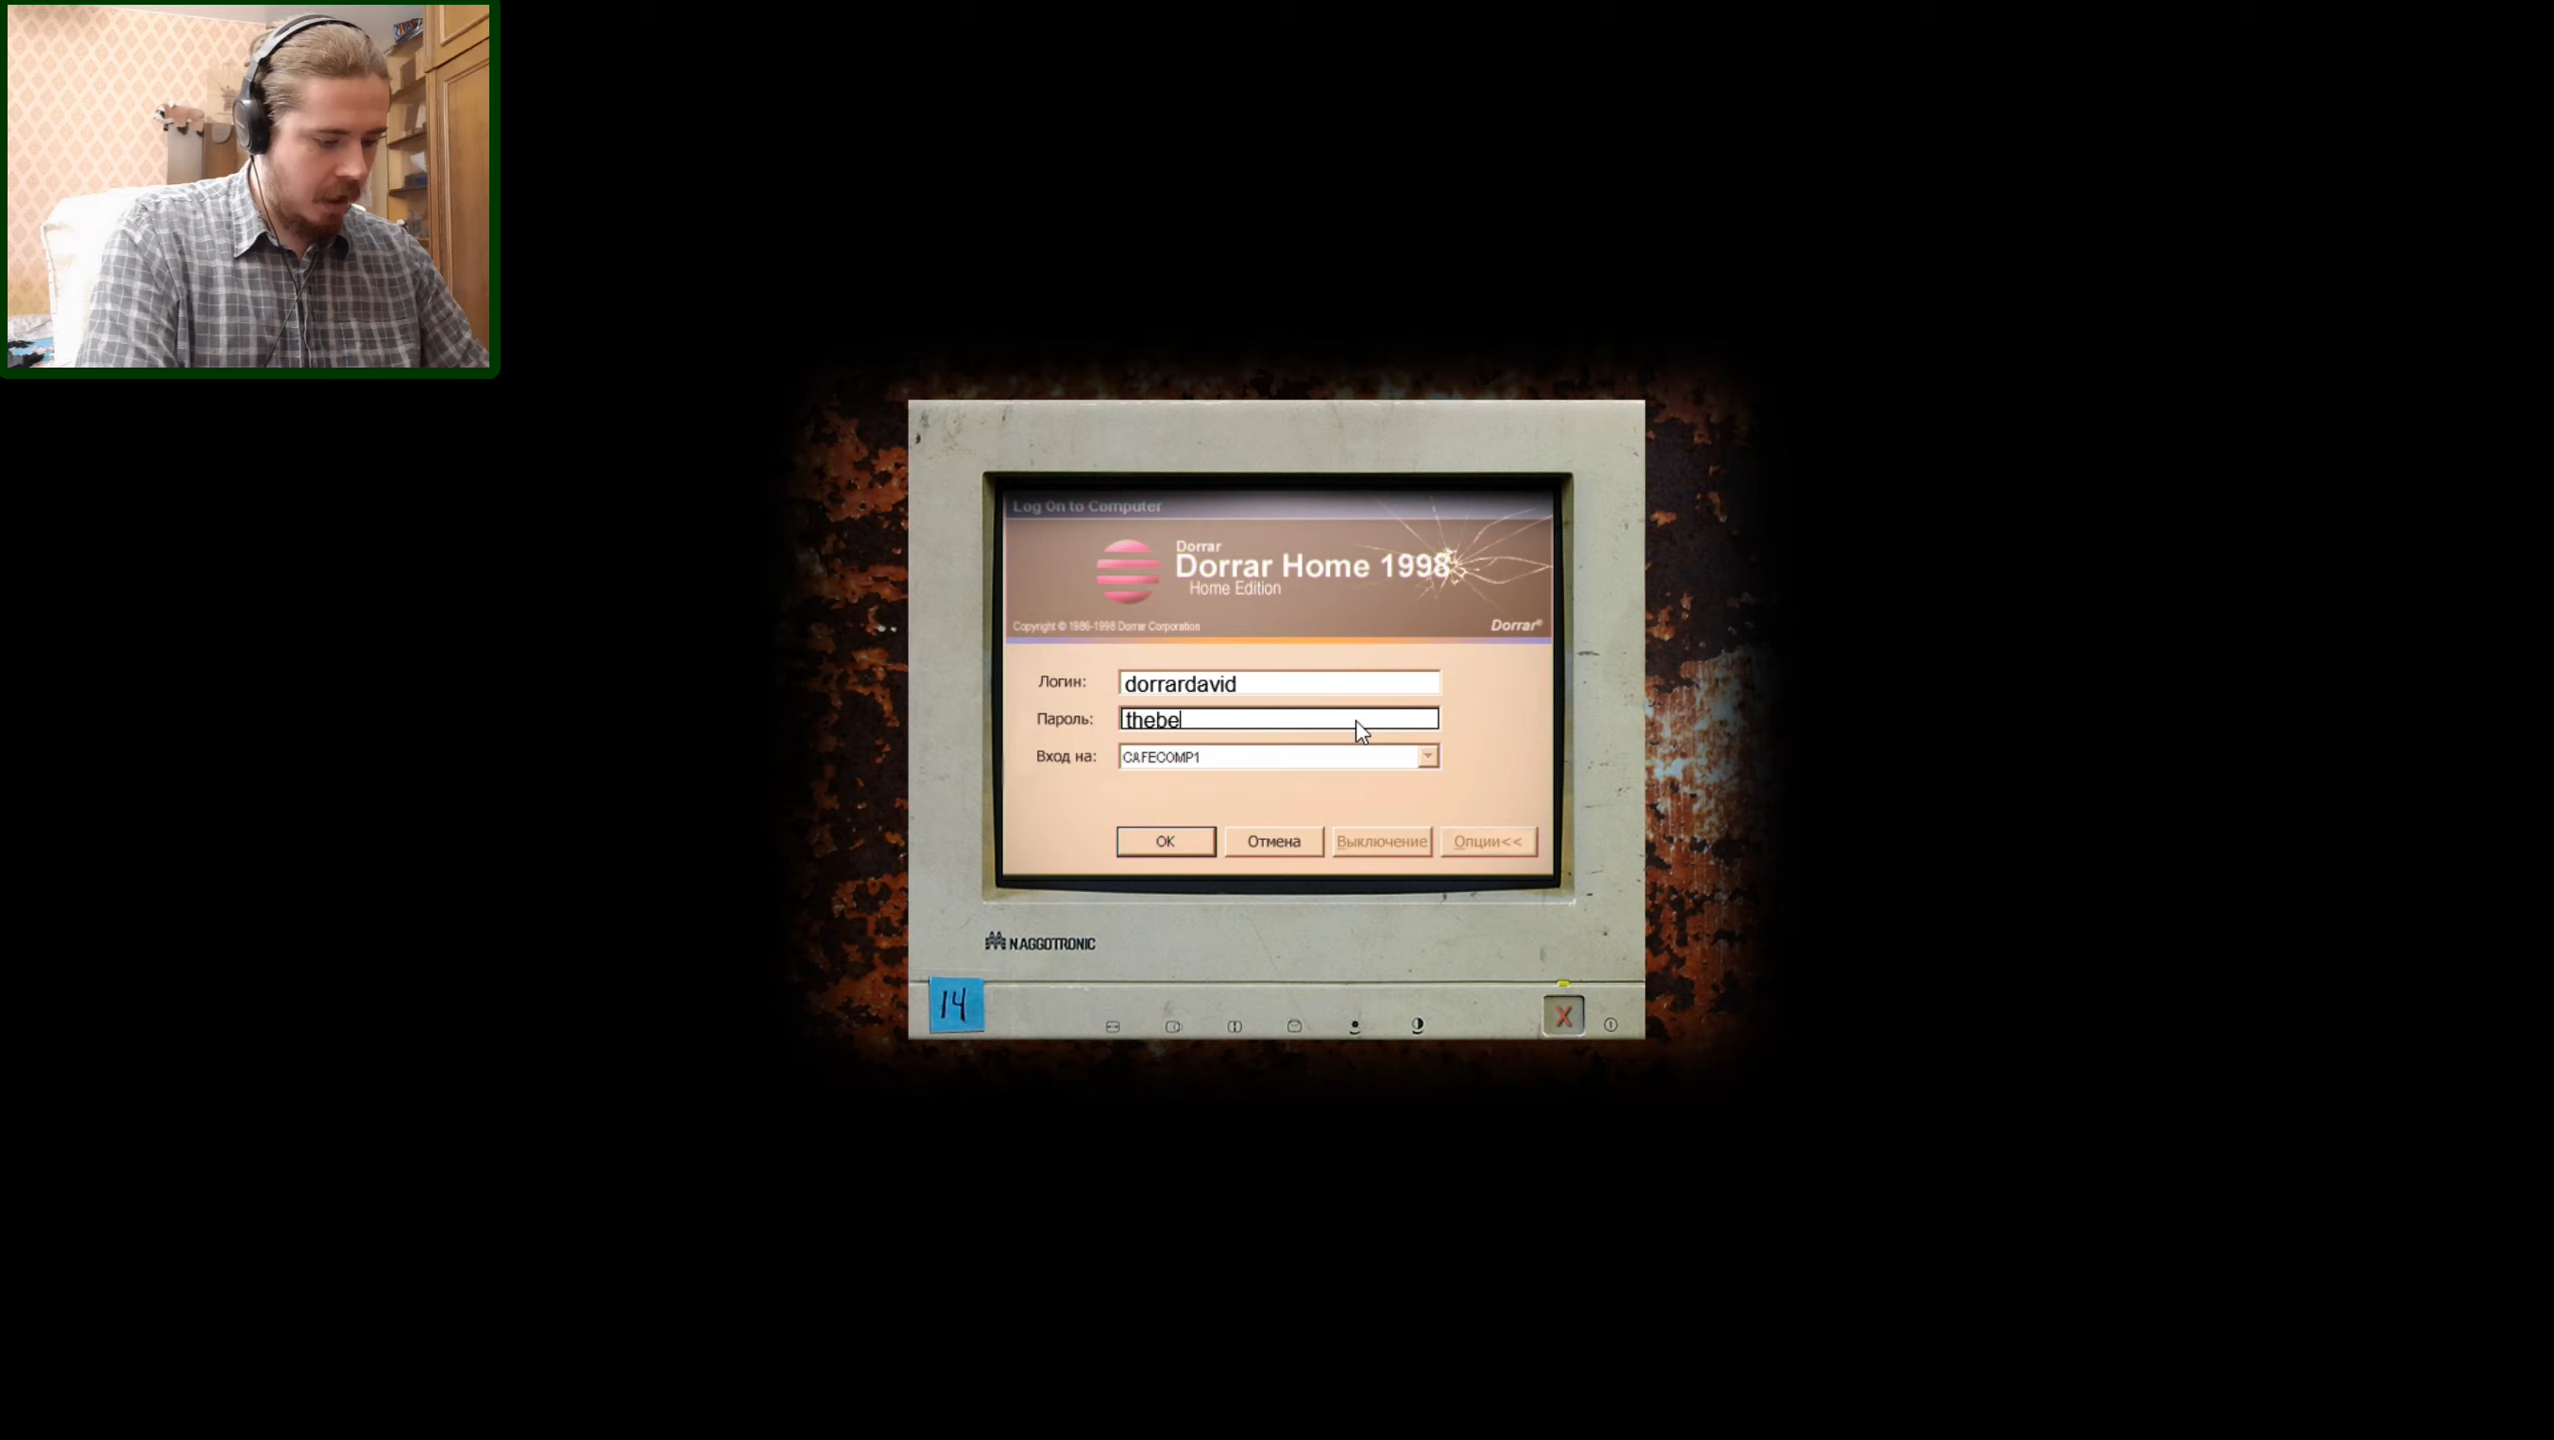 Log On to Computer
Dorrar
Dorrar Home 1998
Home Edition
Copyright © 1986-1998 Dorrar Corporation
Dorrar®
Логин:
dorrardavid
Пароль:
thebe
Вход на:
CAFECOMP1
OK
Отмена
Выключение
Опции<<
NAGGOTRONIC
14
X